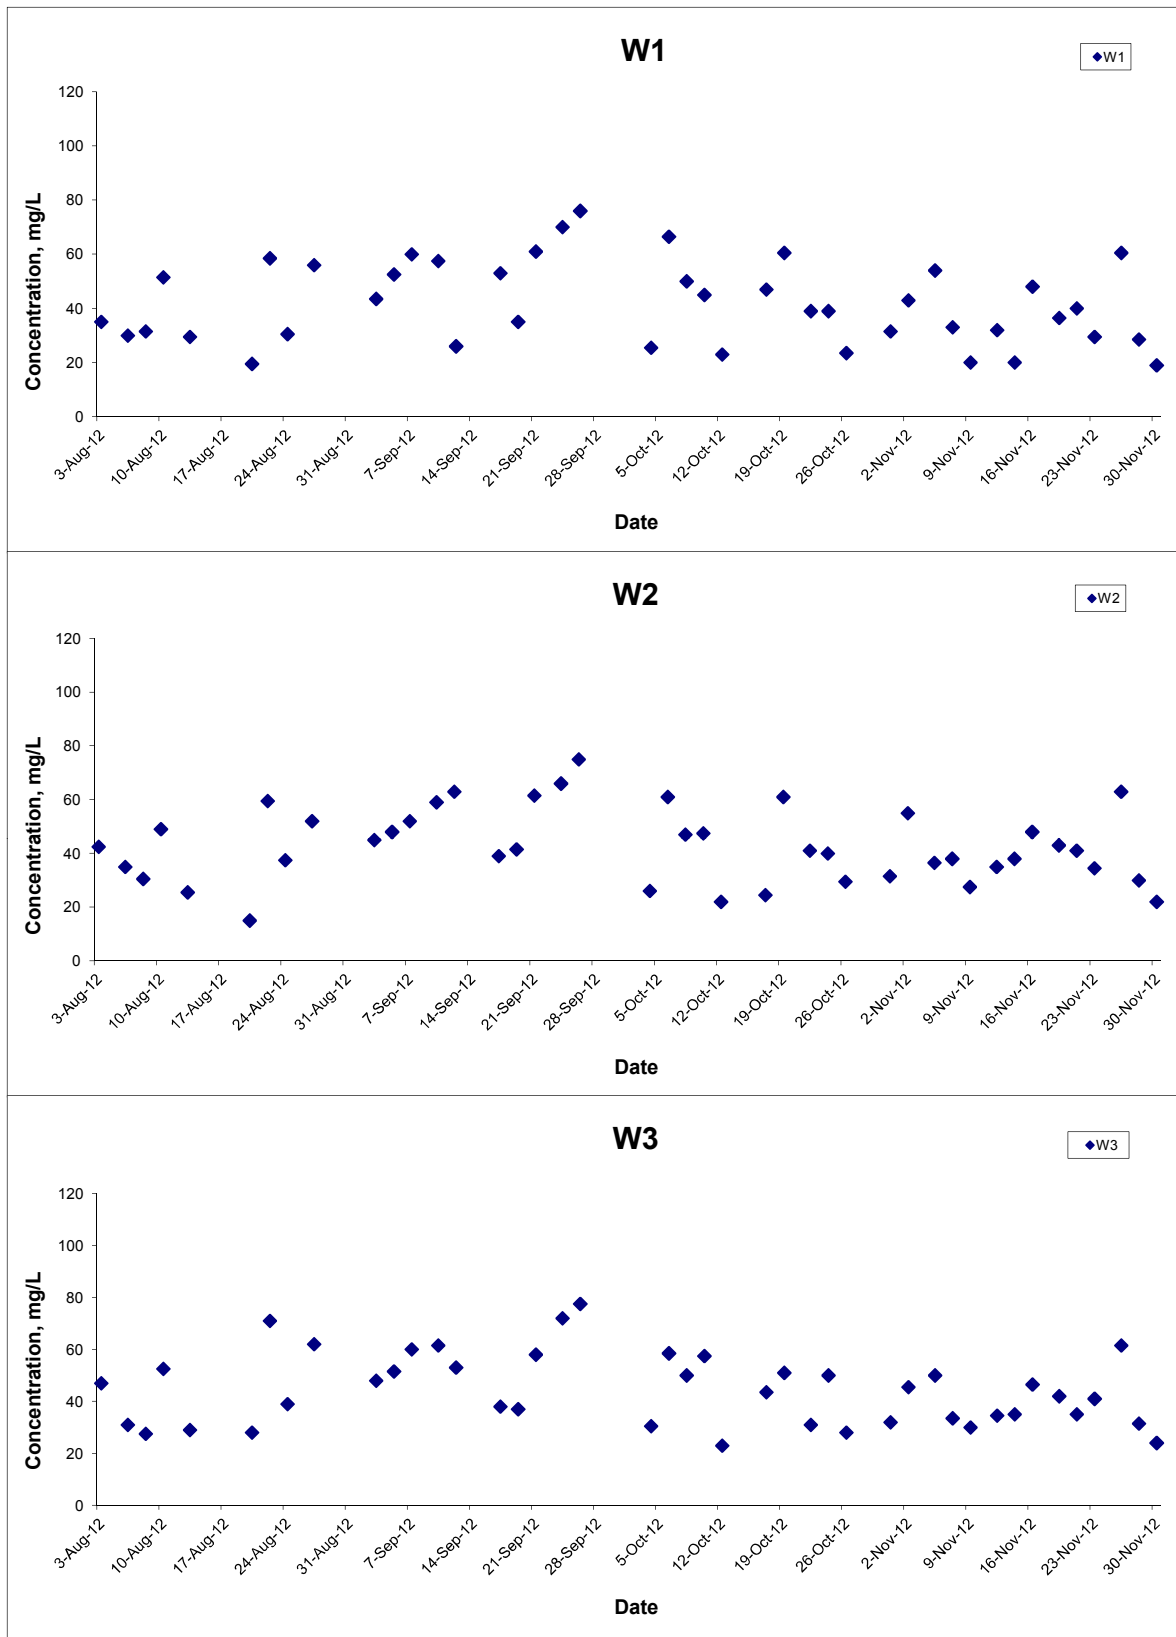 W1
W1
120
100
80
60
40
20
0
Concentration, mg/L
3-Aug-12
10-Aug-12
17-Aug-12
24-Aug-12
31-Aug-12
7-Sep-12
14-Sep-12
21-Sep-12
28-Sep-12
5-Oct-12
12-Oct-12
19-Oct-12
26-Oct-12
2-Nov-12
9-Nov-12
16-Nov-12
23-Nov-12
30-Nov-12
Date
W2
W2
120
100
80
60
40
20
0
Concentration, mg/L
3-Aug-12
10-Aug-12
17-Aug-12
24-Aug-12
31-Aug-12
7-Sep-12
14-Sep-12
21-Sep-12
28-Sep-12
5-Oct-12
12-Oct-12
19-Oct-12
26-Oct-12
2-Nov-12
9-Nov-12
16-Nov-12
23-Nov-12
30-Nov-12
Date
W3
W3
120
100
80
60
40
20
0
Concentration, mg/L
3-Aug-12
10-Aug-12
17-Aug-12
24-Aug-12
31-Aug-12
7-Sep-12
14-Sep-12
21-Sep-12
28-Sep-12
5-Oct-12
12-Oct-12
19-Oct-12
26-Oct-12
2-Nov-12
9-Nov-12
16-Nov-12
23-Nov-12
30-Nov-12
Date